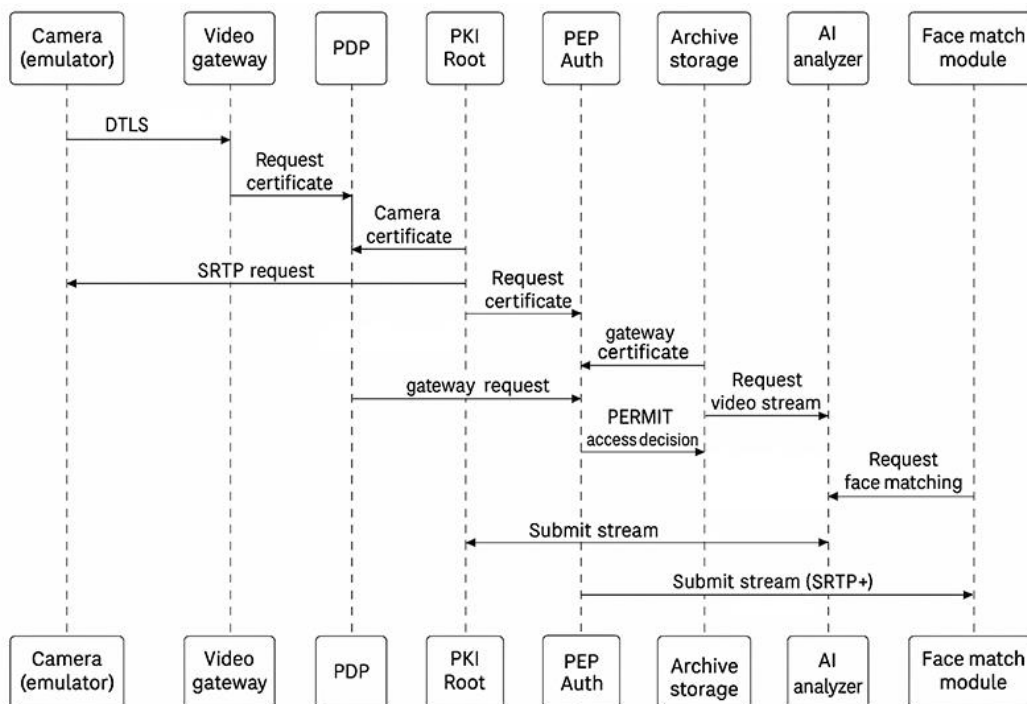 Camera
(emulator)
Video
gateway
PDP
PKI
Root
PEP
Auth
Archive
storage
AI
analyzer
Face match
module
DTLS
Request
certificate
Camera
certificate
SRTP request
Request
certificate
gateway
certificate
gateway request
Request
video stream
PERMIT
access decision
Request
face matching
Submit stream
Submit stream (SRTP+)
Camera
(emulator)
Video
gateway
PDP
PKI
Root
PEP
Auth
Archive
storage
AI
analyzer
Face match
module